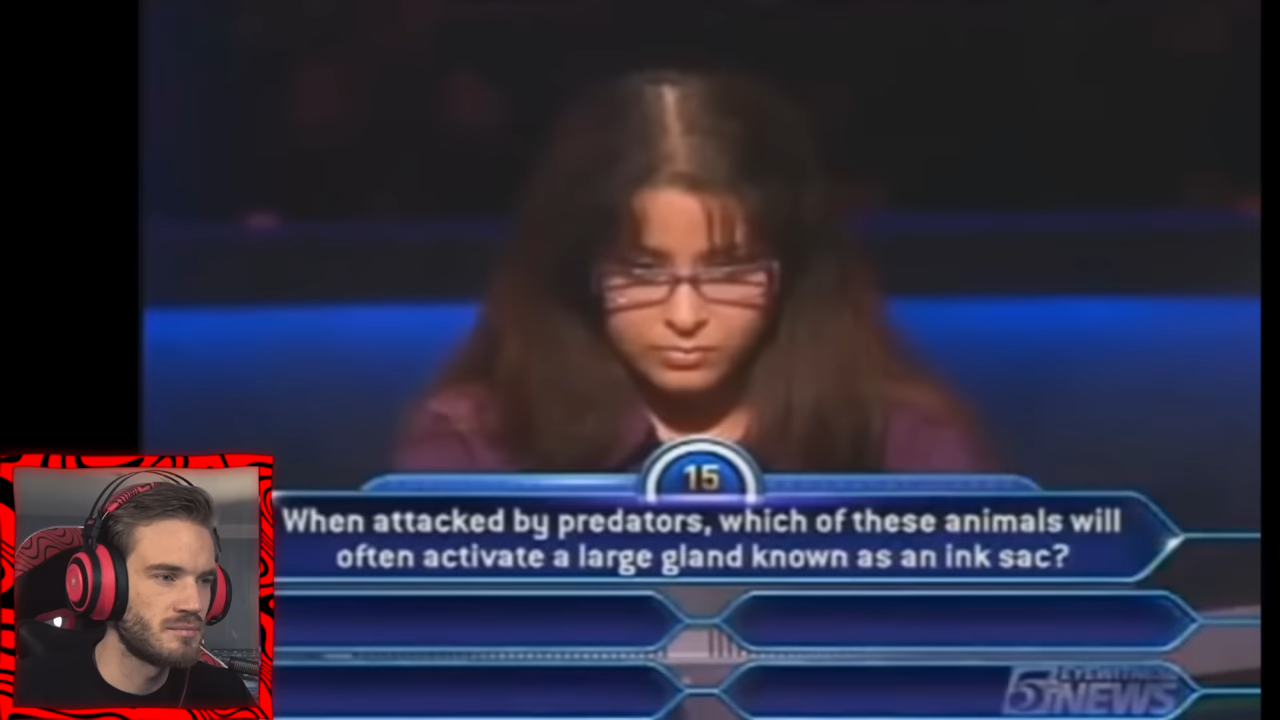 15
When attacked by predators, which of these animals will
often activate a large gland known as an ink sac?
5 EYEWITNESS
NEWS